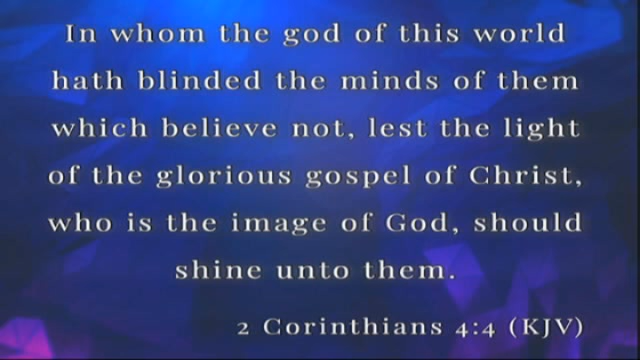 In whom the god of this world
hath blinded the minds of them
which believe not, lest the light
of the glorious gospel of Christ,
who is the image of God, should
shine unto them.
2 Corinthians 4:4 (KJV)